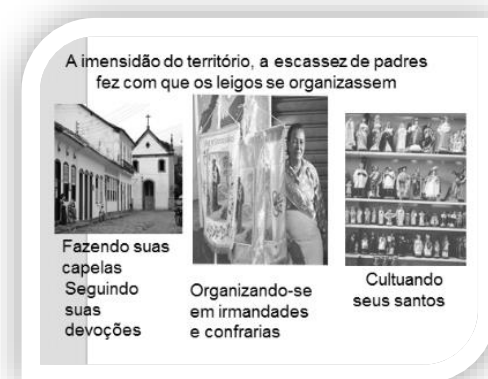 A imensidão do território, a escassez de padres
fez com que os leigos se organizassem
Fazendo suas
capelas
Seguindo
suas
devoções
Organizando-se
em irmandades
e confrarias
Cultuando
seus santos